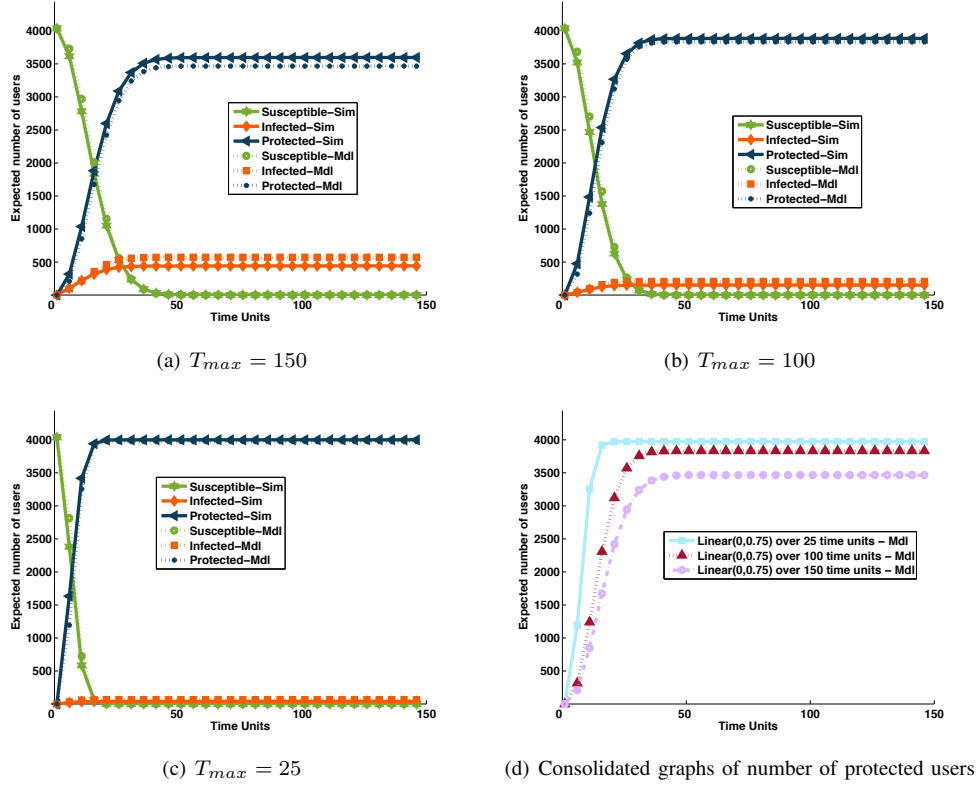 4000
3500
3000
2500
2000
1500
1000
500
0
50
100
150
Expected number of users
Time Units
Susceptible−Sim
Infected−Sim
Protected−Sim
Susceptible−Mdl
Infected−Mdl
Protected−Mdl
(a) T_max = 150
4000
3500
3000
2500
2000
1500
1000
500
0
50
100
150
Expected number of users
Time Units
Susceptible−Sim
Infected−Sim
Protected−Sim
Susceptible−Mdl
Infected−Mdl
Protected−Mdl
(b) T_max = 100
4000
3500
3000
2500
2000
1500
1000
500
0
50
100
150
Expected number of users
Time Units
Susceptible−Sim
Infected−Sim
Protected−Sim
Susceptible−Mdl
Infected−Mdl
Protected−Mdl
(c) T_max = 25
4000
3500
3000
2500
2000
1500
1000
500
0
50
100
150
Expected number of users
Time Units
Linear(0,0.75) over 25 time units − Mdl
Linear(0,0.75) over 100 time units − Mdl
Linear(0,0.75) over 150 time units − Mdl
(d) Consolidated graphs of number of protected users